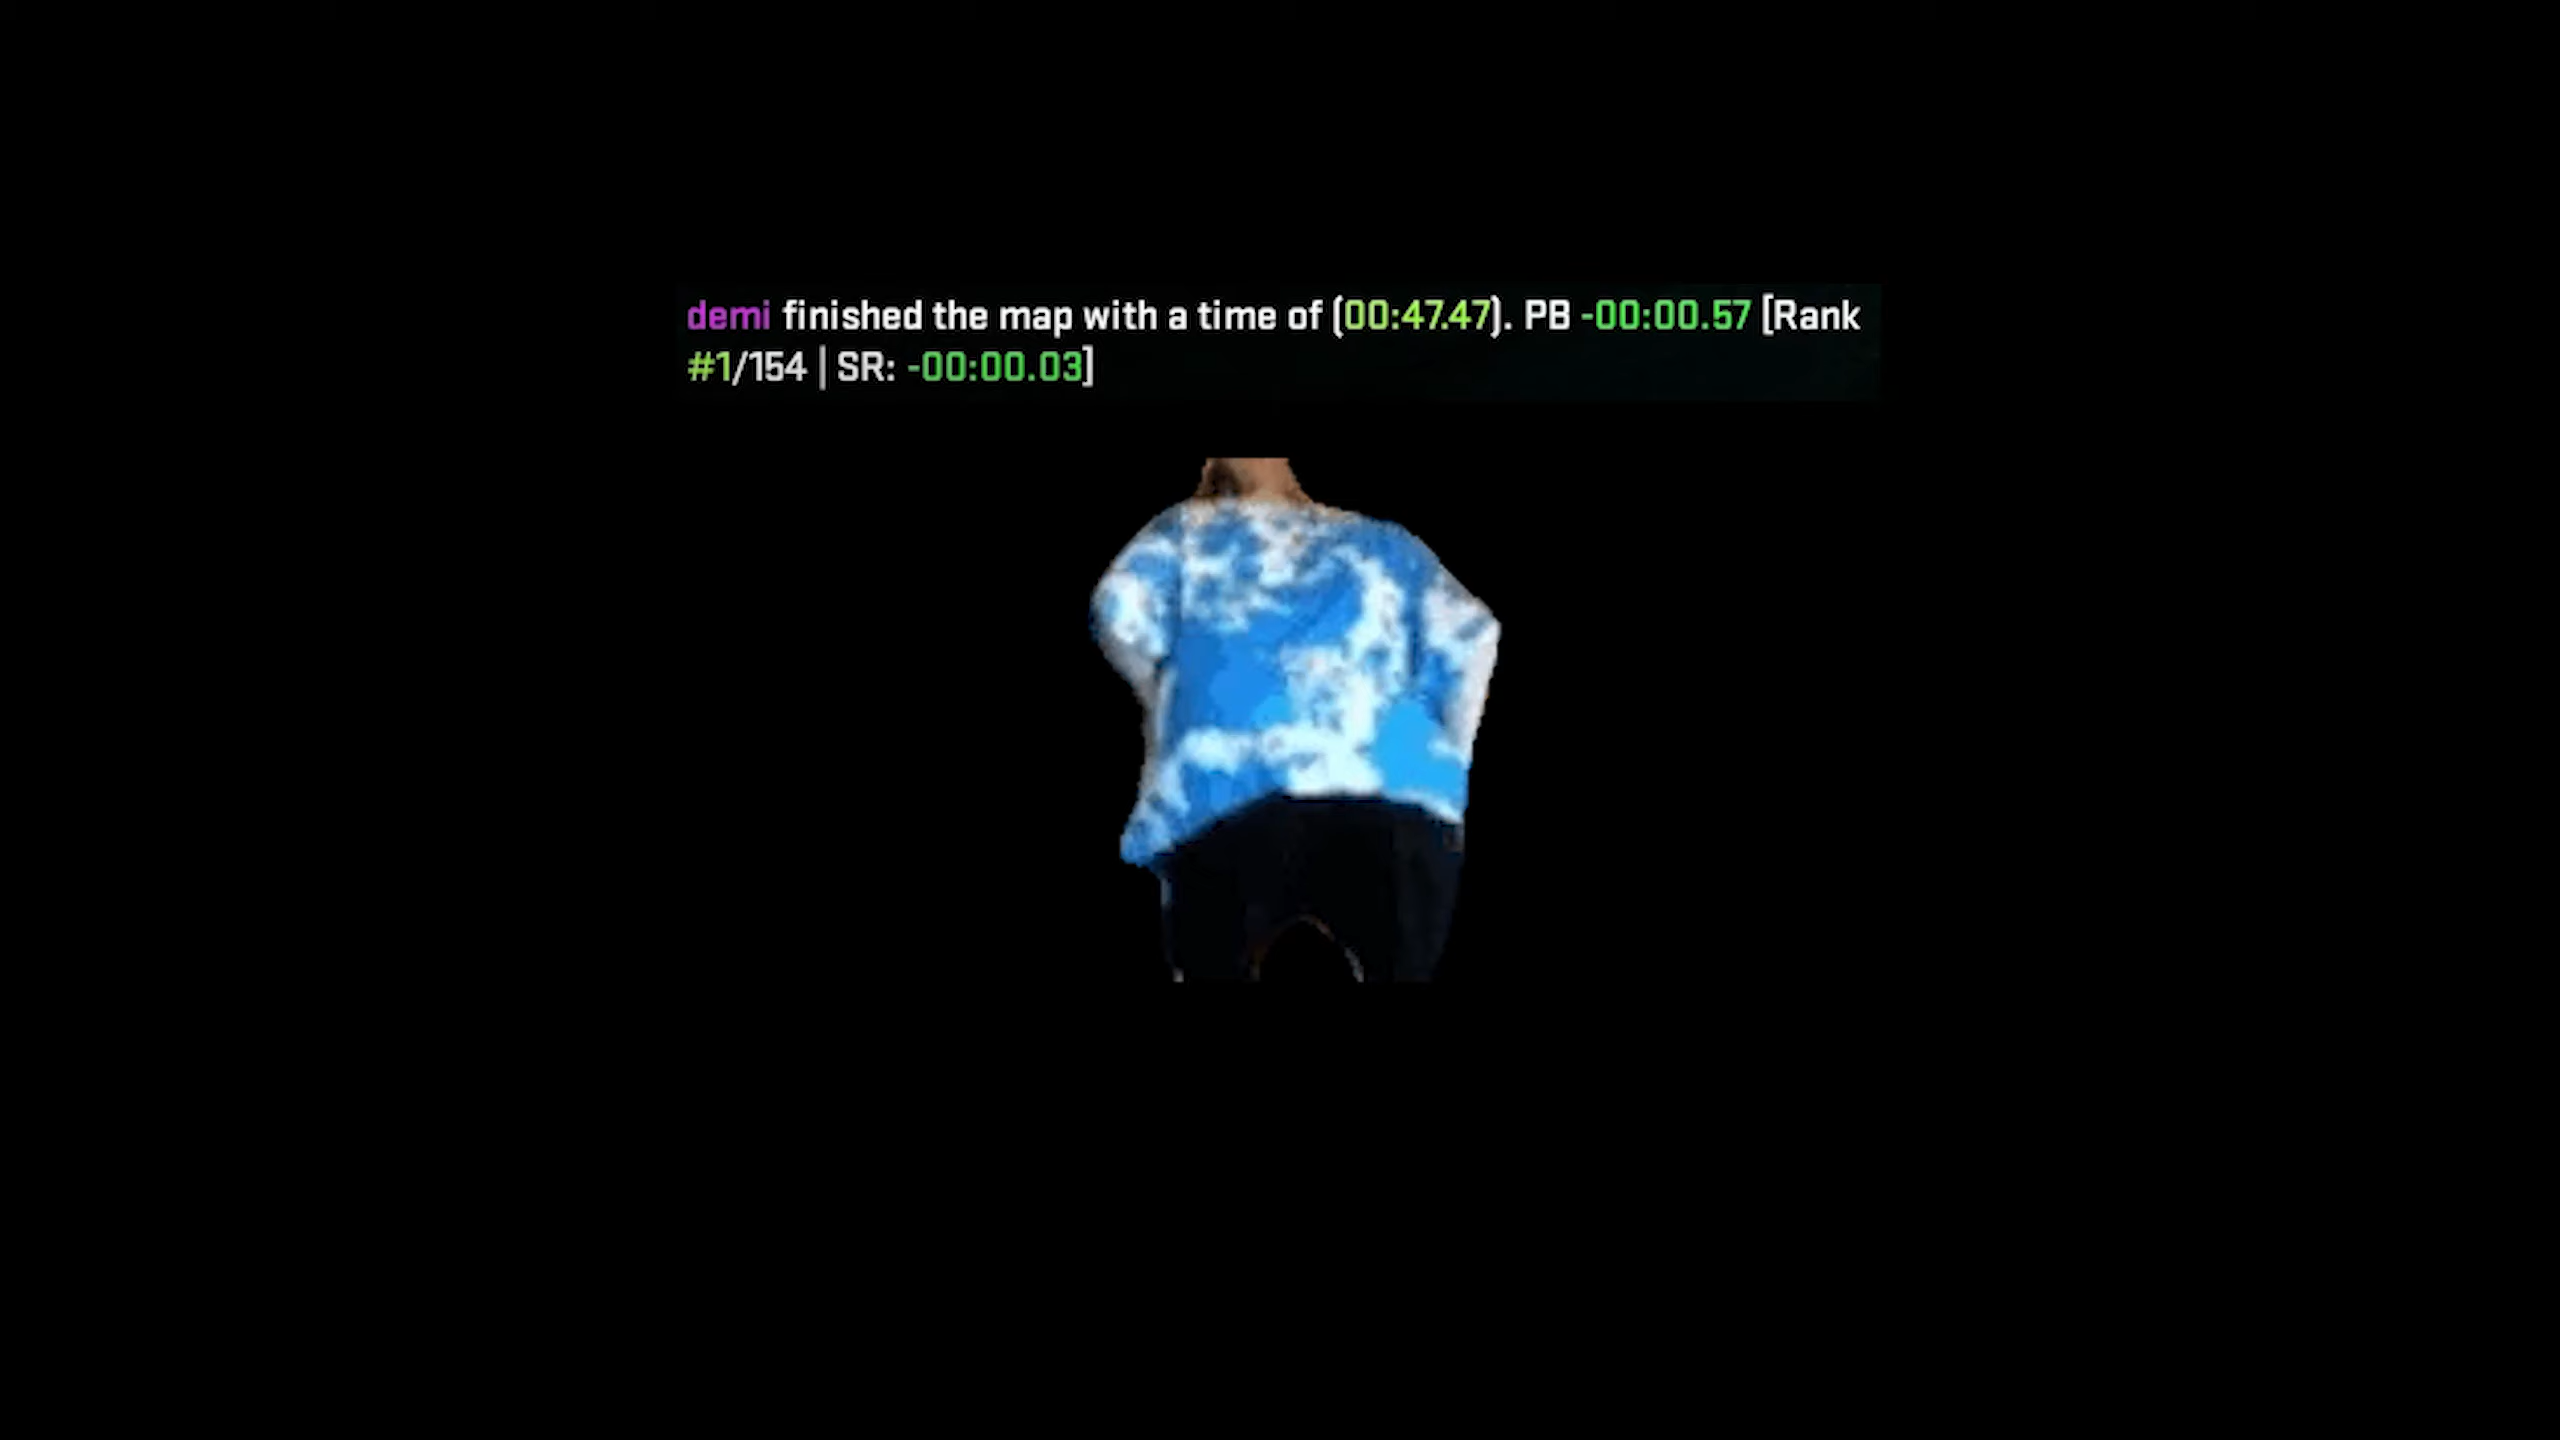 demi finished the map with a time of (00:47.47). PB -00:00.57 [Rank
#1/154 | SR: -00:00.03]